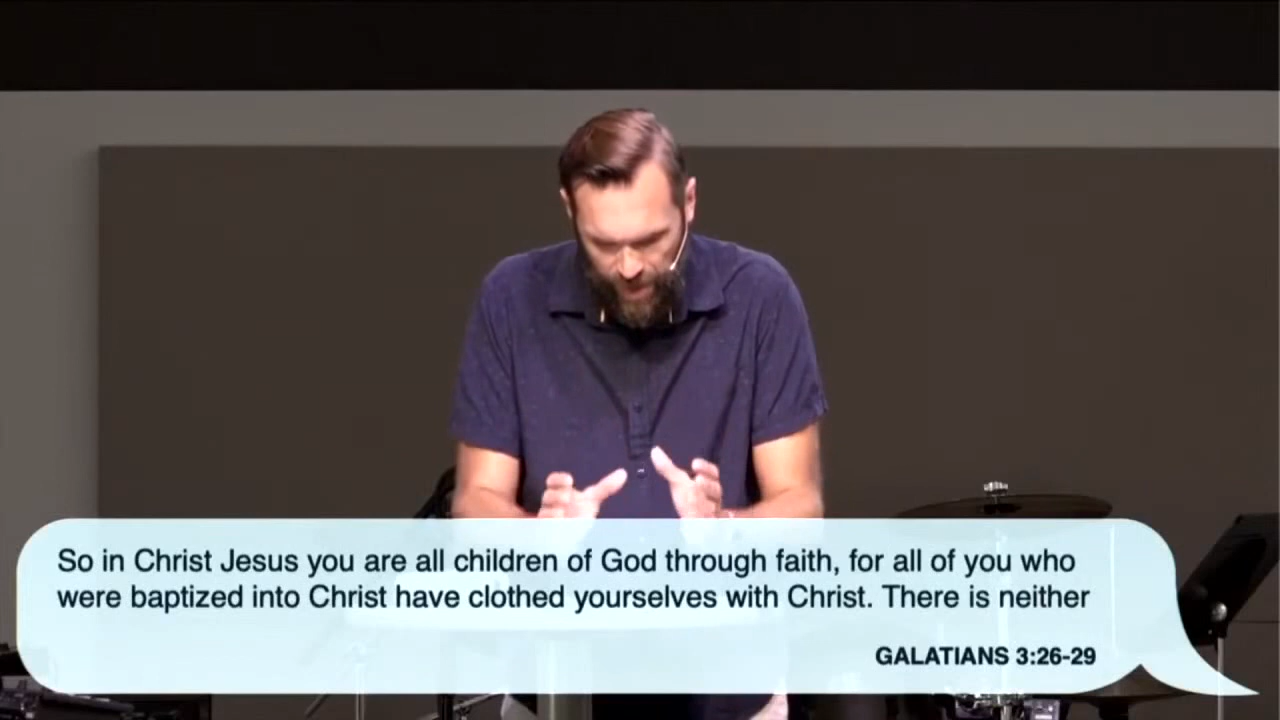 So in Christ Jesus you are all children of God through faith, for all of you who
were baptized into Christ have clothed yourselves with Christ. There is neither
GALATIANS 3:26-29